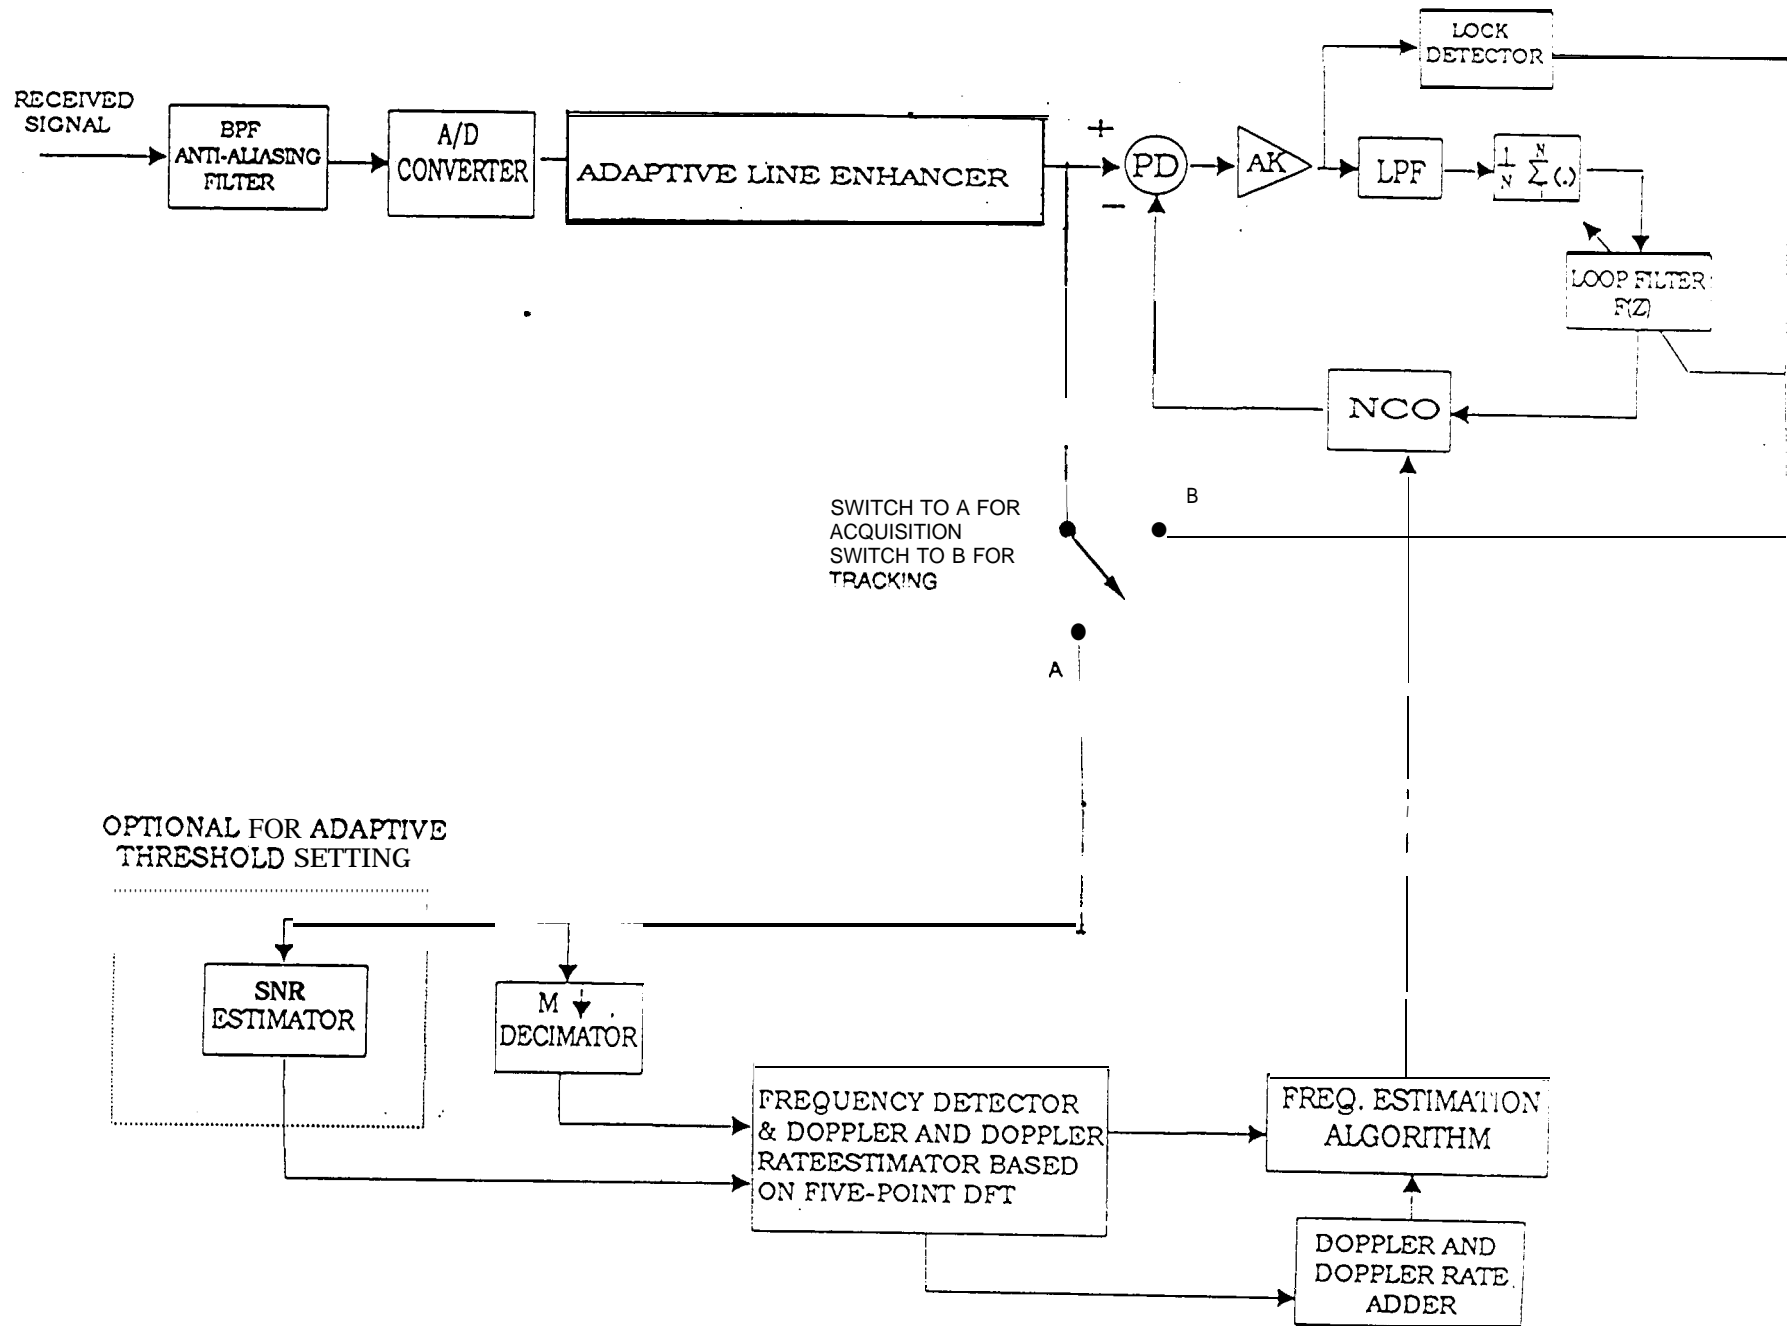 LOCK
DETECTOR
RECEIVED
SIGNAL
BPF
ANTI-ALIASING
FILTER
A/D
CONVERTER
ADAPTIVE LINE ENHANCER
+
−
PD
AK
LPF
1/N N∑1 (.)
LOOP FILTER
F(Z)
NCO
B
SWITCH TO A FOR
ACQUISITION
SWITCH TO B FOR
TRACKING
A
OPTIONAL FOR ADAPTIVE
THRESHOLD SETTING
SNR
ESTIMATOR
M
DECIMATOR
FREQUENCY DETECTOR
& DOPPLER AND DOPPLER
RATEESTIMATOR BASED
ON FIVE-POINT DFT
FREQ. ESTIMATION
ALGORITHM
DOPPLER AND
DOPPLER RATE
ADDER